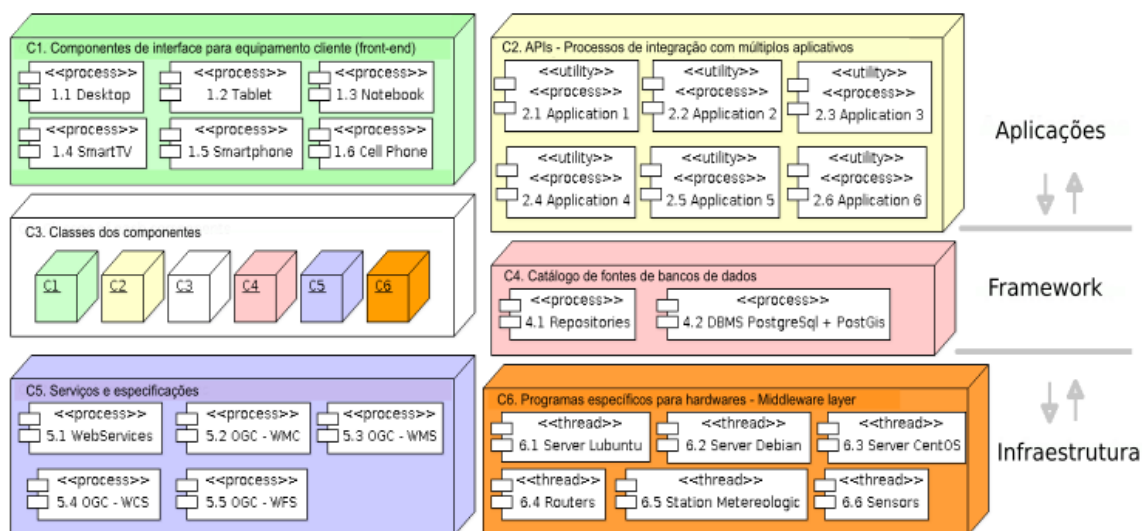 C1. Componentes de interface para equipamento cliente (front-end)
<<process>> <<process>> <<process>>
1.1 Desktop 1.2 Tablet 1.3 Notebook
<<process>> <<process>> <<process>>
1.4 SmartTV 1.5 Smartphone 1.6 Cell Phone
C2. APIs - Processos de integração com múltiplos aplicativos
<<utility>> <<utility>> <<utility>>
<<process>> <<process>> <<process>>
2.1 Application 1 2.2 Application 2 2.3 Application 3
<<utility>> <<utility>> <<utility>>
<<process>> <<process>> <<process>>
2.4 Application 4 2.5 Application 5 2.6 Application 6
Aplicações
C3. Classes dos componentes
C1 C2 C3 C4 C5 C6
C4. Catálogo de fontes de bancos de dados
<<process>> <<process>>
4.1 Repositories 4.2 DBMS PostgreSql + PostGis
Framework
C5. Serviços e especificações
<<process>> <<process>> <<process>>
5.1 WebServices 5.2 OGC - WMC 5.3 OGC - WMS
<<process>> <<process>>
5.4 OGC - WCS 5.5 OGC - WFS
C6. Programas específicos para hardwares - Middleware layer
<<thread>> <<thread>> <<thread>>
6.1 Server Lubuntu 6.2 Server Debian 6.3 Server CentOS
<<thread>> <<thread>> <<thread>>
6.4 Routers 6.5 Station Metereologic 6.6 Sensors
Infraestrutura